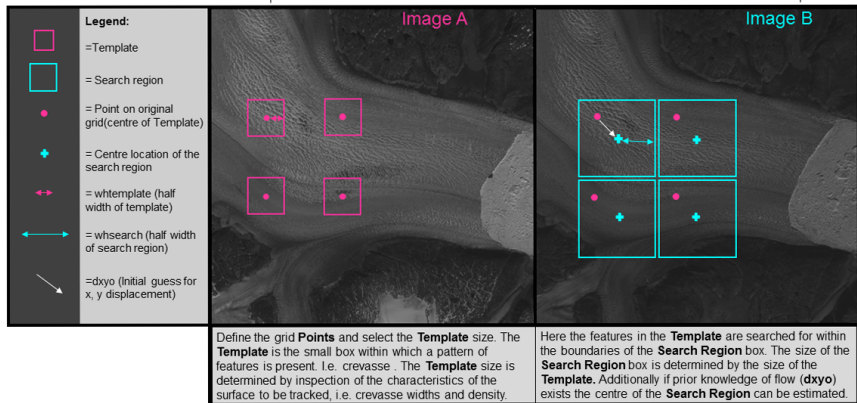 Legend:
=Template
= Search region
= Point on original
grid(centre of Template)
= Centre location of the
search region
= whtemplate (half
width of template)
= whsearch (half width
of search region)
=dxyo (Initial guess for
x, y displacement)
Image A
Image B
Define the grid Points and select the Template size. The
Template is the small box within which a pattern of
features is present. I.e. crevasse . The Template size is
determined by inspection of the characteristics of the
surface to be tracked, i.e. crevasse widths and density.
Here the features in the Template are searched for within
the boundaries of the Search Region box. The size of the
Search Region box is determined by the size of the
Template. Additionally if prior knowledge of flow (dxyo)
exists the centre of the Search Region can be estimated.